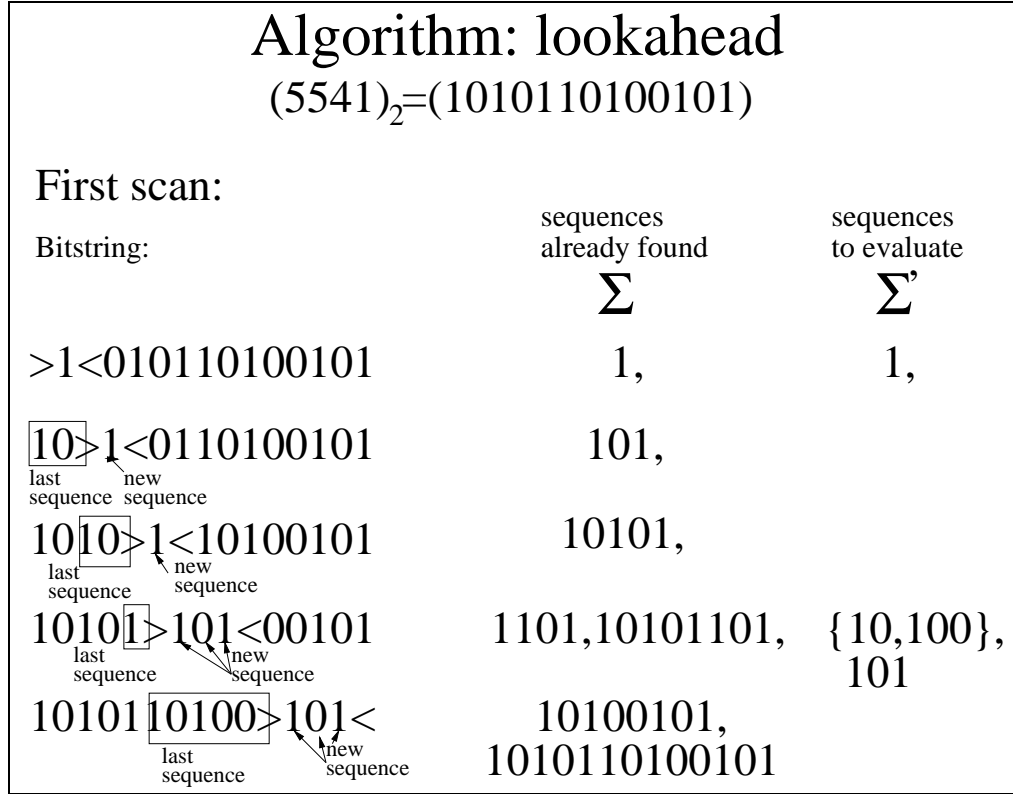 Algorithm: lookahead
(5541)₂=(1010110100101)
First scan:
Bitstring:
sequences
already found
Σ
sequences
to evaluate
Σ’
>1<010110100101 1, 1,
10>1<0110100101 101,
last new
sequence sequence
1010>1<10100101 10101,
last new
sequence sequence
10101>101<00101 1101,10101101, {10,100},
101
last new
sequence sequence
1010110100>101< 10100101,
1010110100101
last new
sequence sequence